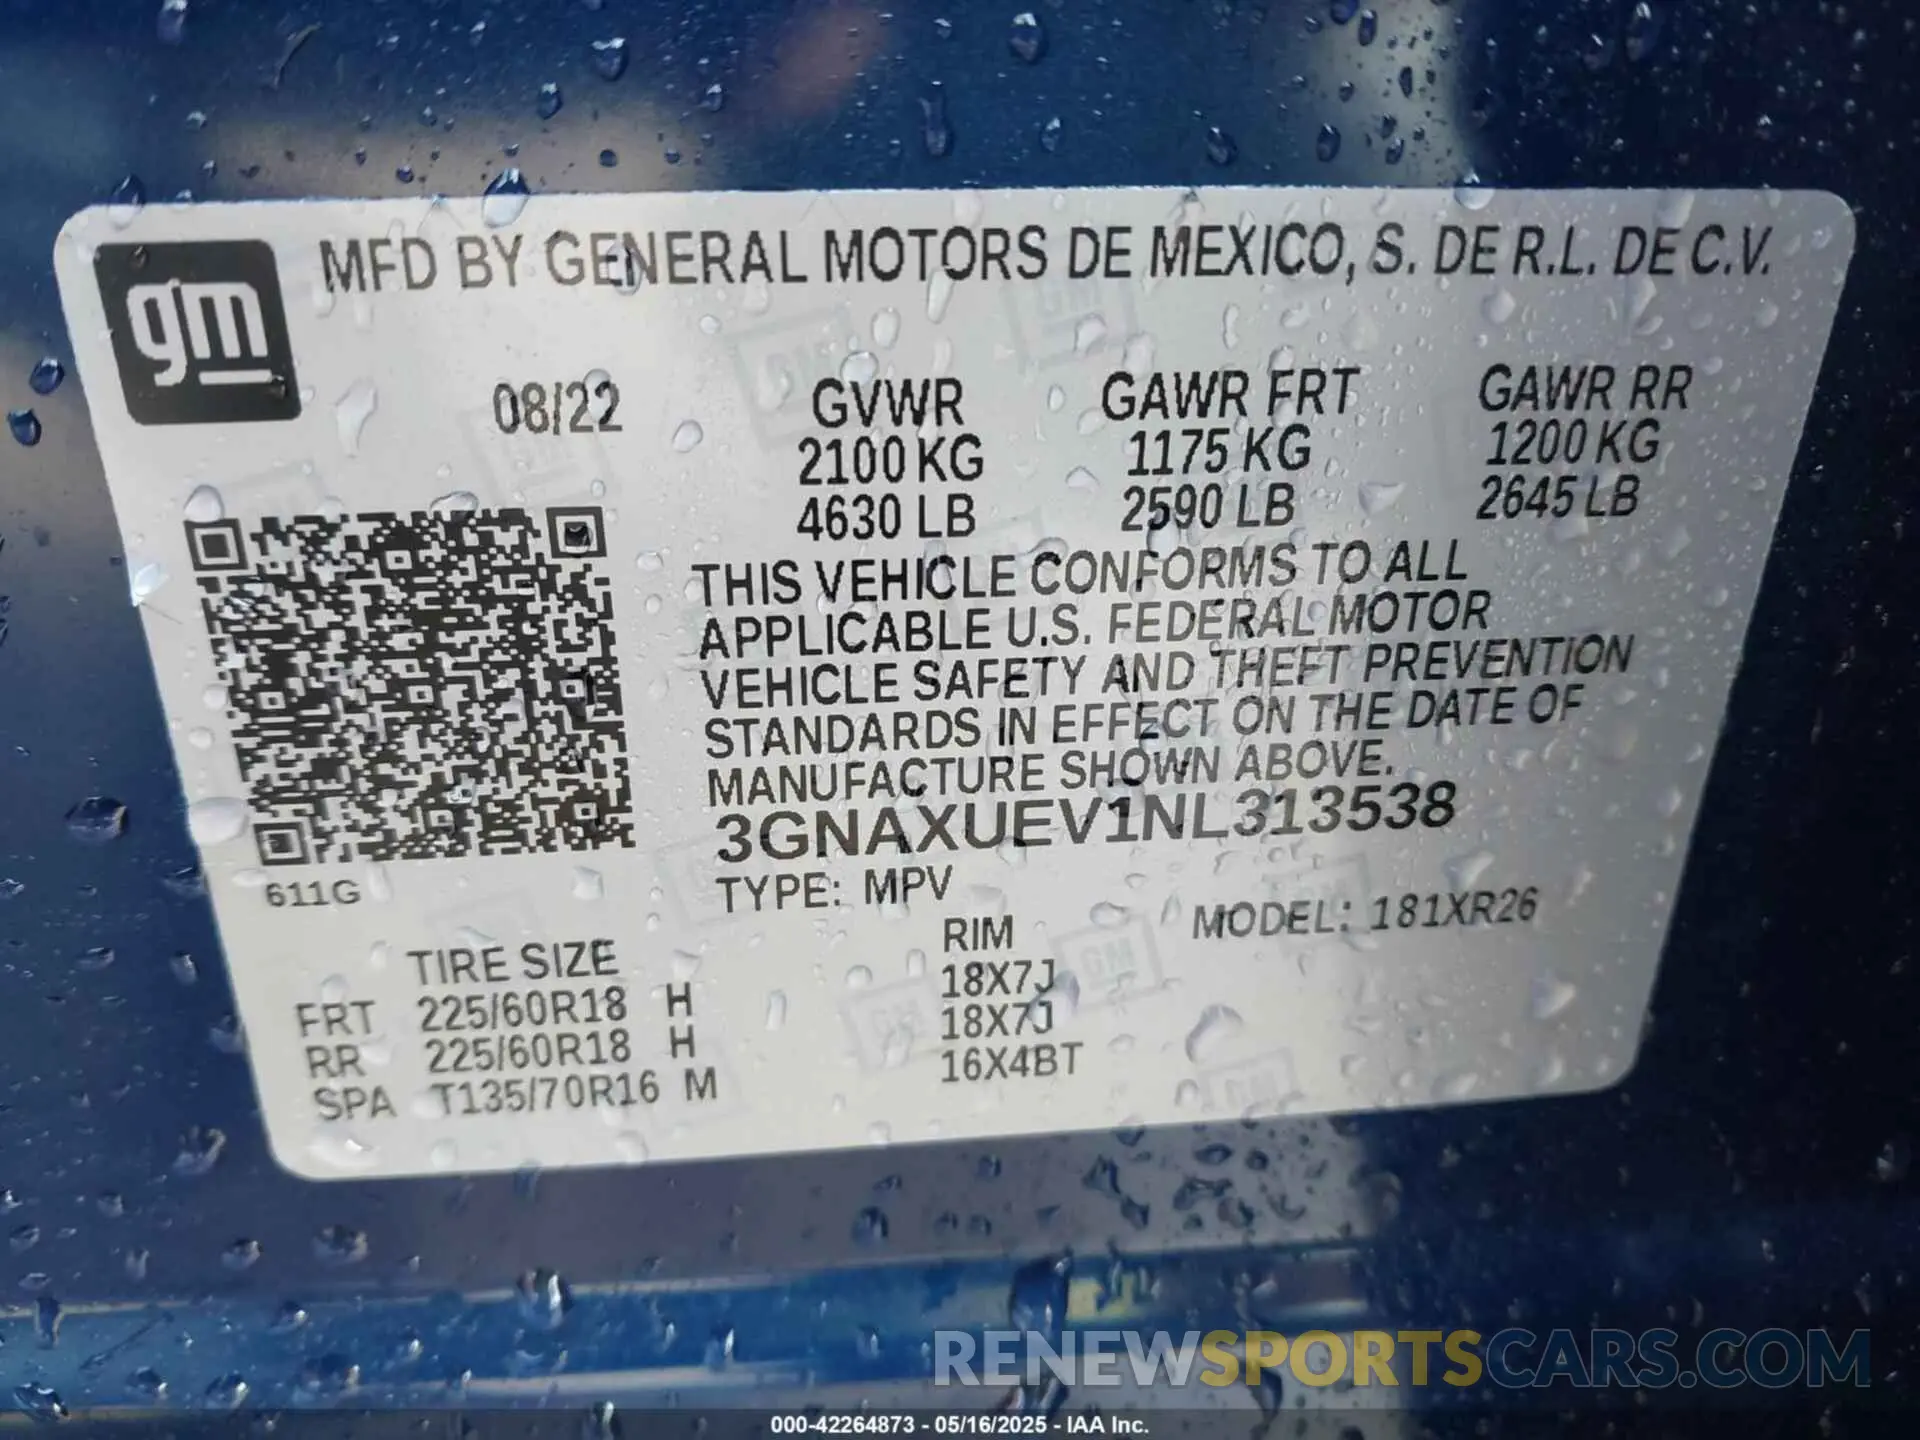 gm
MFD BY GENERAL MOTORS DE MEXICO, S. DE R.L. DE C.V.
08/22 GVWR GAWR FRT GAWR RR
2100 KG 1175 KG 1200 KG
4630 LB 2590 LB 2645 LB
THIS VEHICLE CONFORMS TO ALL
APPLICABLE U.S. FEDERAL MOTOR
VEHICLE SAFETY AND THEFT PREVENTION
STANDARDS IN EFFECT ON THE DATE OF
MANUFACTURE SHOWN ABOVE.
3GNAXUEV1NL313538
611G
TYPE: MPV MODEL: 181XR26
TIRE SIZE RIM
FRT 225/60R18 H 18X7J
RR 225/60R18 H 18X7J
SPA T135/70R16 M 16X4BT
RENEWSPORTSCARS.COM
000-42264873 - 05/16/2025 - IAA Inc.